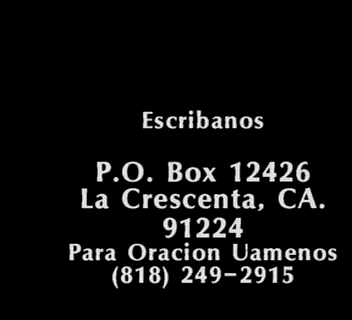 Escribanos
P.O. Box 12426
La Crescenta, CA.
91224
Para Oracion Uamenos
(818) 249-2915